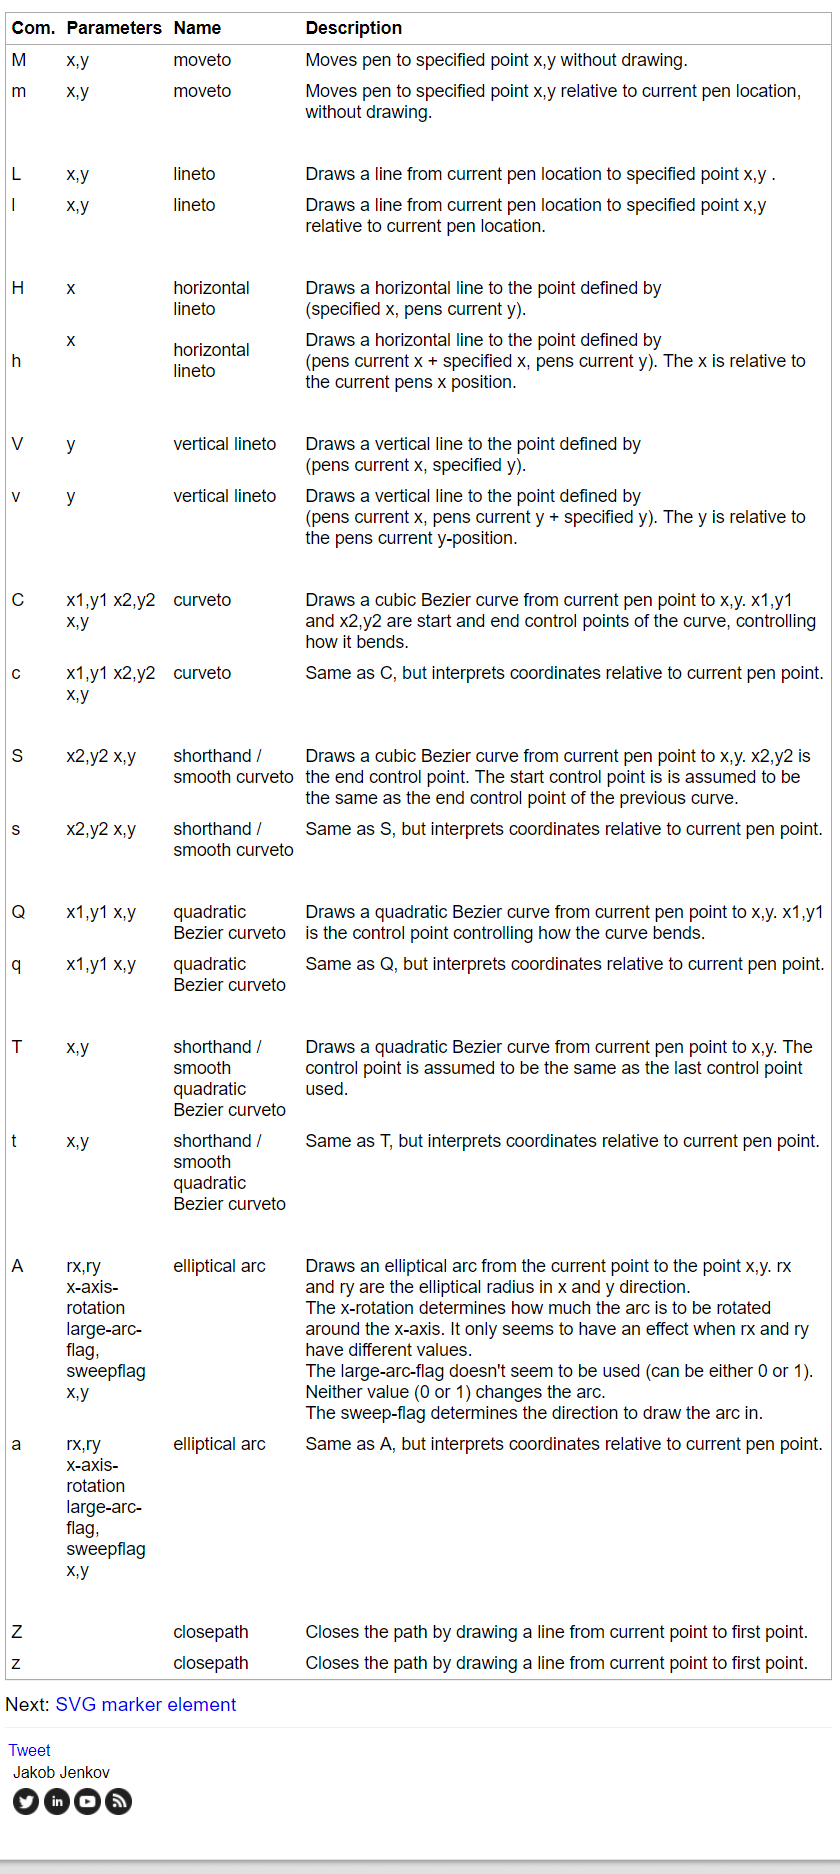 Com. Parameters Name Description
M x,y moveto Moves pen to specified point x,y without drawing.
m x,y moveto Moves pen to specified point x,y relative to current pen location,
without drawing.
L x,y lineto Draws a line from current pen location to specified point x,y .
l x,y lineto Draws a line from current pen location to specified point x,y
relative to current pen location.
H x horizontal Draws a horizontal line to the point defined by
lineto (specified x, pens current y).
x Draws a horizontal line to the point defined by
horizontal
h (pens current x + specified x, pens current y). The x is relative to
lineto
the current pens x position.
V y vertical lineto Draws a vertical line to the point defined by
(pens current x, specified y).
v y vertical lineto Draws a vertical line to the point defined by
(pens current x, pens current y + specified y). The y is relative to
the pens current y-position.
C x1,y1 x2,y2 curveto Draws a cubic Bezier curve from current pen point to x,y. x1,y1
x,y and x2,y2 are start and end control points of the curve, controlling
how it bends.
c x1,y1 x2,y2 curveto Same as C, but interprets coordinates relative to current pen point.
x,y
S x2,y2 x,y shorthand / Draws a cubic Bezier curve from current pen point to x,y. x2,y2 is
smooth curveto the end control point. The start control point is is assumed to be
the same as the end control point of the previous curve.
s x2,y2 x,y shorthand / Same as S, but interprets coordinates relative to current pen point.
smooth curveto
Q x1,y1 x,y quadratic Draws a quadratic Bezier curve from current pen point to x,y. x1,y1
Bezier curveto is the control point controlling how the curve bends.
q x1,y1 x,y quadratic Same as Q, but interprets coordinates relative to current pen point.
Bezier curveto
T x,y shorthand / Draws a quadratic Bezier curve from current pen point to x,y. The
smooth control point is assumed to be the same as the last control point
quadratic used.
Bezier curveto
t x,y shorthand / Same as T, but interprets coordinates relative to current pen point.
smooth
quadratic
Bezier curveto
A rx,ry elliptical arc Draws an elliptical arc from the current point to the point x,y. rx
x-axis- and ry are the elliptical radius in x and y direction.
rotation The x-rotation determines how much the arc is to be rotated
large-arc- around the x-axis. It only seems to have an effect when rx and ry
flag, have different values.
sweepflag The large-arc-flag doesn't seem to be used (can be either 0 or 1).
x,y Neither value (0 or 1) changes the arc.
The sweep-flag determines the direction to draw the arc in.
a rx,ry elliptical arc Same as A, but interprets coordinates relative to current pen point.
x-axis-
rotation
large-arc-
flag,
sweepflag
x,y
Z closepath Closes the path by drawing a line from current point to first point.
z closepath Closes the path by drawing a line from current point to first point.
Next: SVG marker element
Tweet
Jakob Jenkov
in